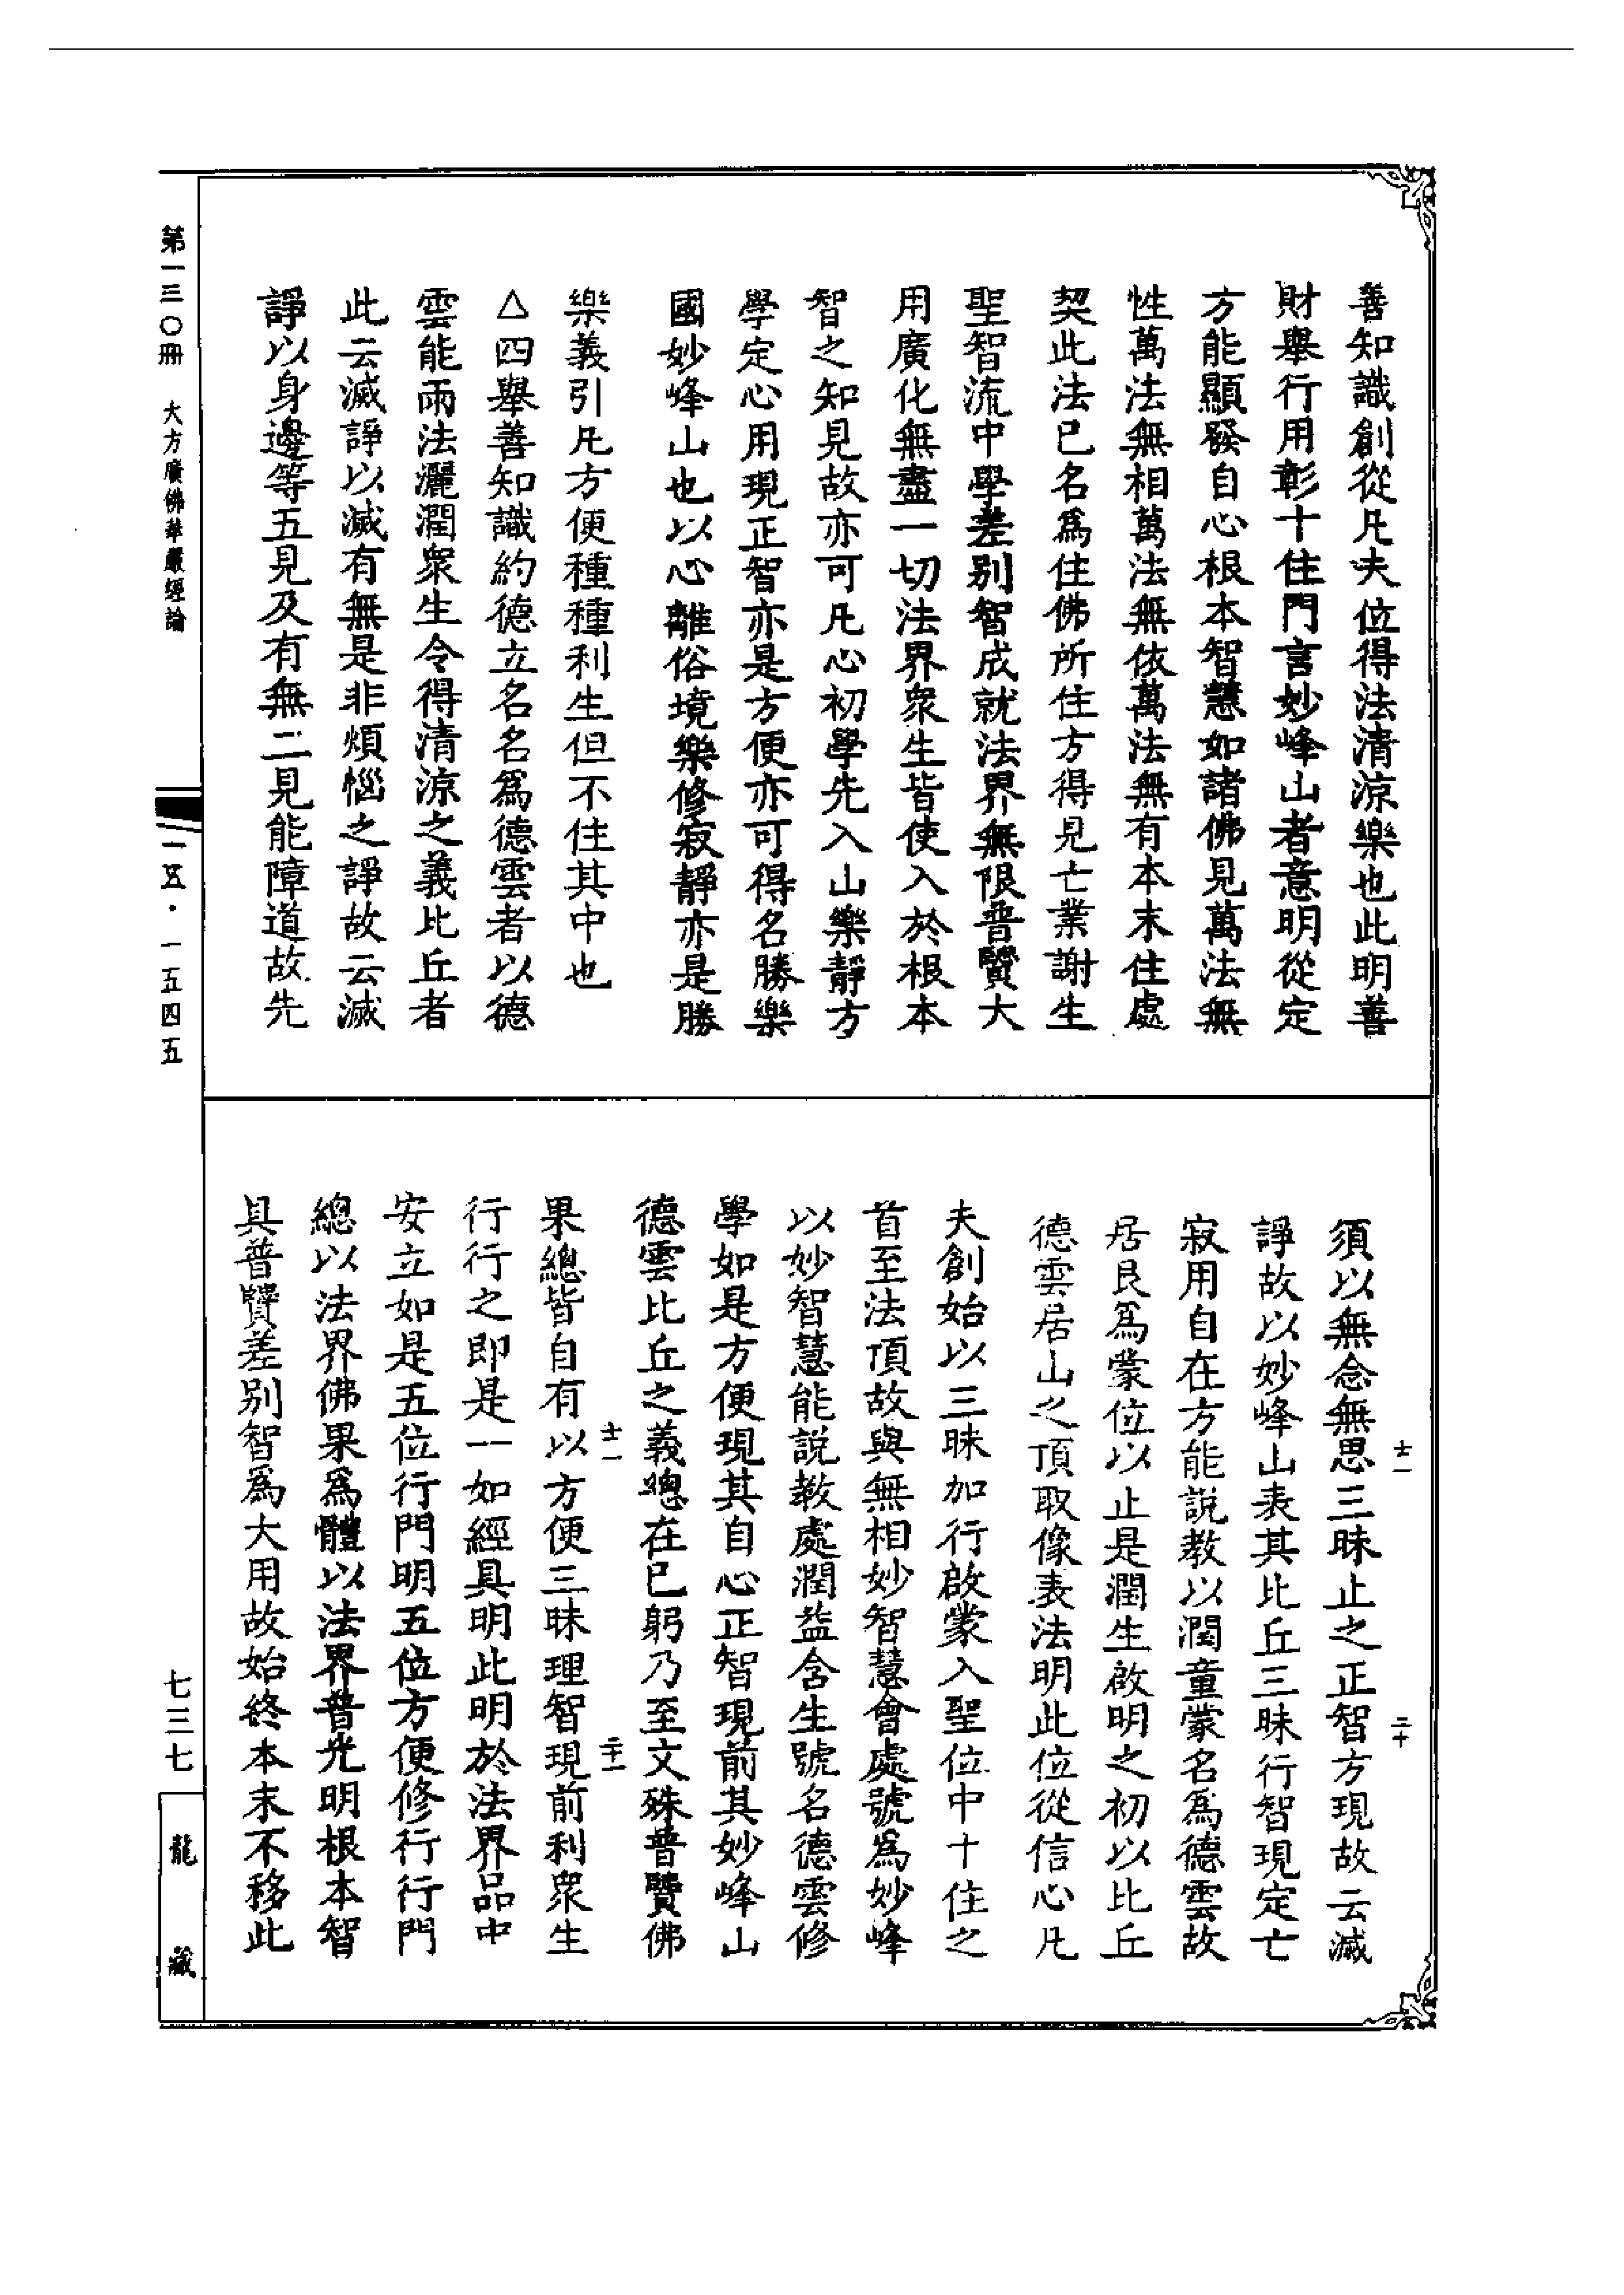 善知識創從凡夫位得法清涼樂也此明善
財舉行用彰十住門言妙峰山者意明從定
方能顯發自心根本智慧如諸佛見萬法無
性萬法無相萬法無依萬法無有本末住處
契此法已名爲住佛所住方得見亡業謝生
聖智流中學差別智成就法界無限普賢大
用廣化無盡一切法界衆生皆使入於根本
智之知見故亦可凡心初學先入山樂靜方
學定心用現正智亦是方便亦可得名勝樂
國妙峰山也以心離俗境樂修寂靜亦是勝
樂義引凡方便種種利生但不住其中也
△四舉善知識約德立名名爲德雲者以德
雲能雨法灑潤衆生令得清涼之義比丘者
此云滅諍以滅有無是非煩惱之諍故云滅
諍以身邊等五見及有無二見能障道故先
須以無念無思三昧止之正智方現故云滅
諍故以妙峰山表其比丘三昧行智現定亡
寂用自在方能說教以潤童蒙名爲德雲故
居艮爲蒙位以止是潤生啟明之初以比丘
德雲居山之頂取像表法明此位從信心凡
夫創始以三昧加行啟蒙入聖位中十住之
首至法頂故與無相妙智慧會處號爲妙峰
以妙智慧能說教處潤益含生號名德雲修
學如是方便現其自心正智現前其妙峰山
德雲比丘之義總在已躬乃至文殊普賢佛
果總皆自有以方便三昧理智現前利衆生
行行之即是一一如經具明此明於法界品中
安立如是五位行門明五位方便修行行門
總以法界佛果爲體以法界普光明根本智
具普賢差別智爲大用故始終本末不移此
第一三〇冊 大方廣佛華嚴經論
一五四五
七三七
龍藏